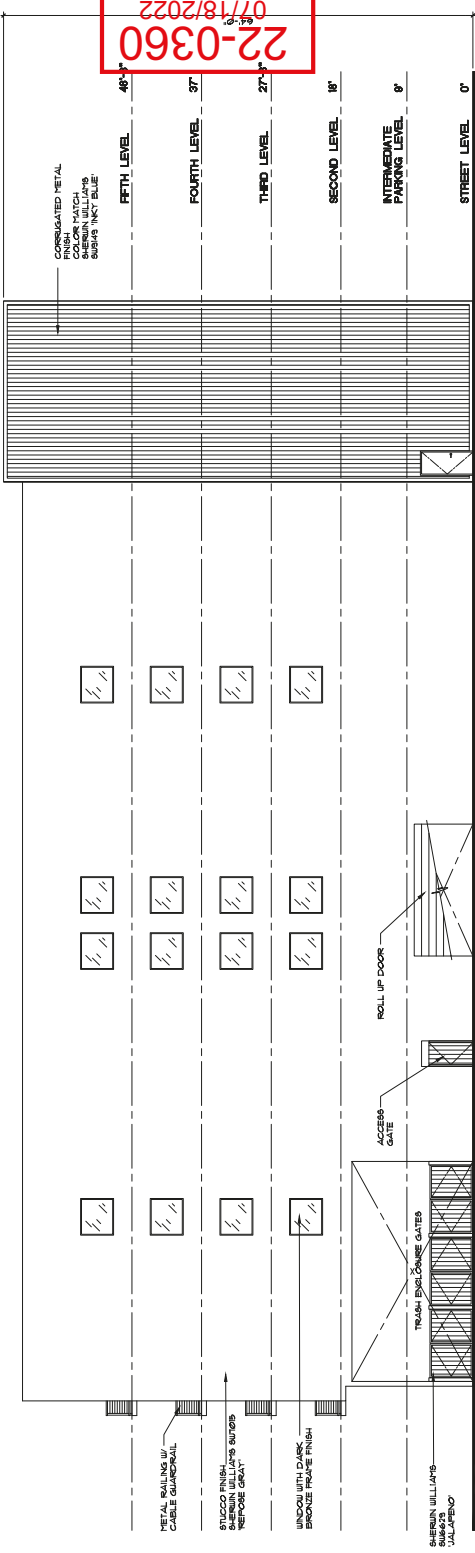 22-0360
07/18/2022
64'-0"
CORRUGATED METAL
FINISH
COLOR MATCH
SHERWIN WILLIAMS
SW9149 'INKY BLUE'
FIFTH LEVEL 46'-3"
FOURTH LEVEL 37'
THIRD LEVEL 27'-3"
SECOND LEVEL 18'
INTERMEDIATE
PARKING LEVEL 9'
STREET LEVEL 0'
ROLL UP DOOR
ACCESS
GATE
TRASH ENCLOSURE GATES
METAL RAILING W/
CABLE GUARDRAIL
STUCCO FINISH
SHERWIN WILLIAMS SW7015
'REPOSE GRAY'
WINDOW WITH DARK
BRONZE FRAME FINISH
SHERWIN WILLIAMS
SW6629
'JALAPENO'